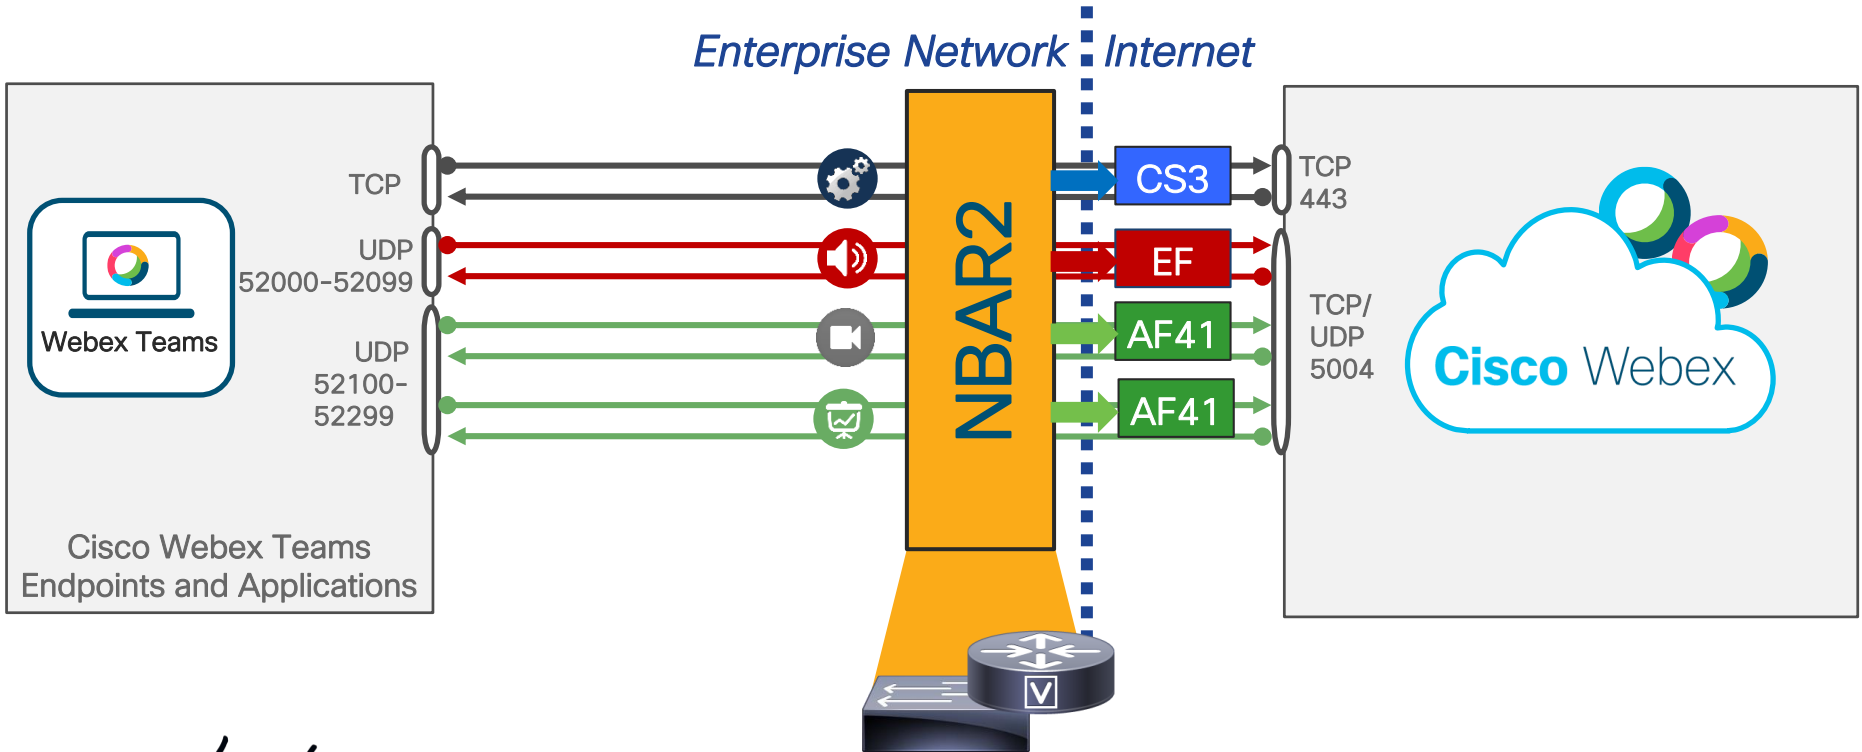 Enterprise Network
Internet
TCP
UDP
52000-52099
UDP
52100-
52299
Webex Teams
Cisco Webex Teams
Endpoints and Applications
NBAR2
CS3
EF
AF41
AF41
TCP
443
TCP/
UDP
5004
Cisco Webex
V